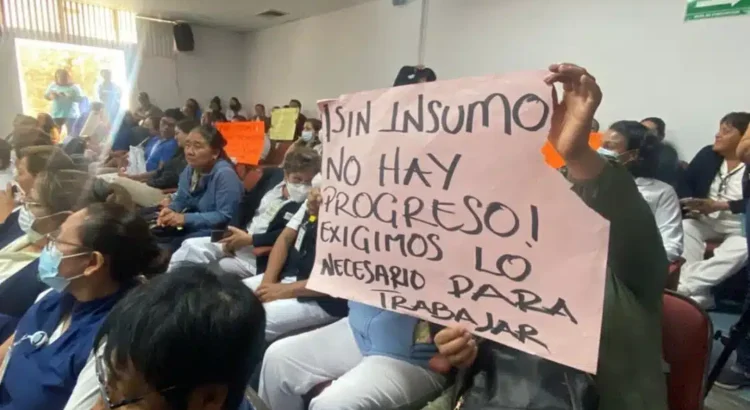 ¡SIN INSUMO
NO HAY
PROGRESO!
EXIGIMOS LO
NECESARIO PARA
TRABAJAR